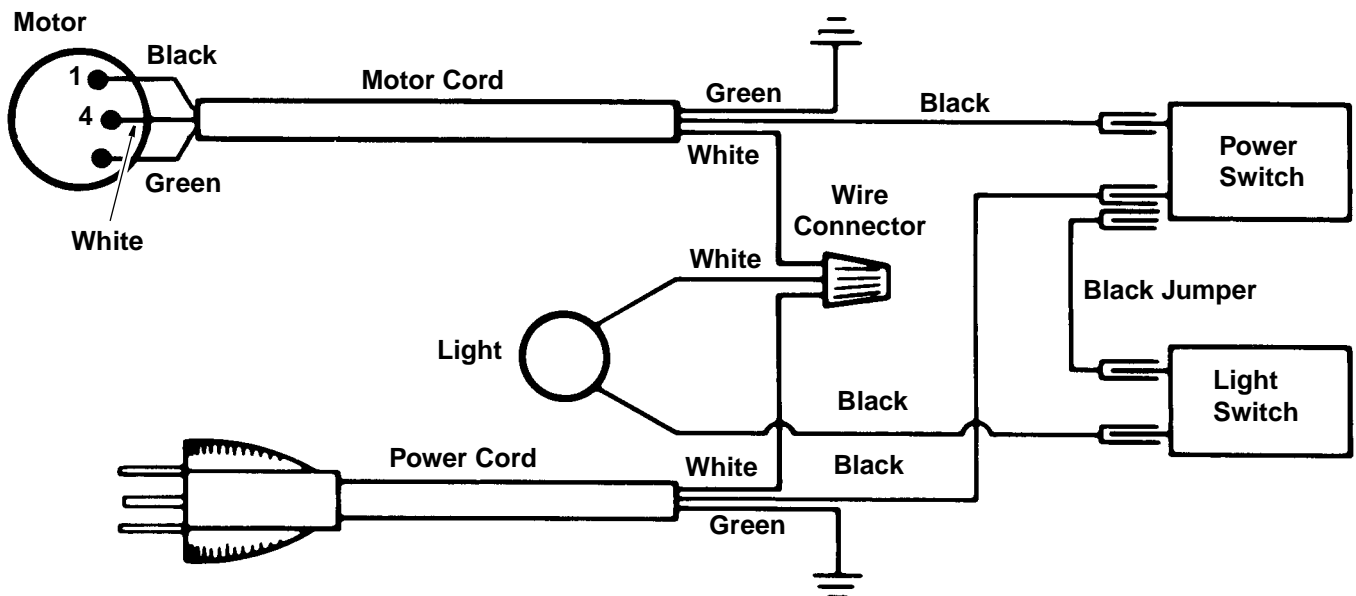 Motor
Black
1
Motor Cord
Green
Black
4
White
Power
Switch
Green
Wire
Connector
White
White
Black Jumper
Light
Light
Switch
Black
Power Cord
White
Black
Green